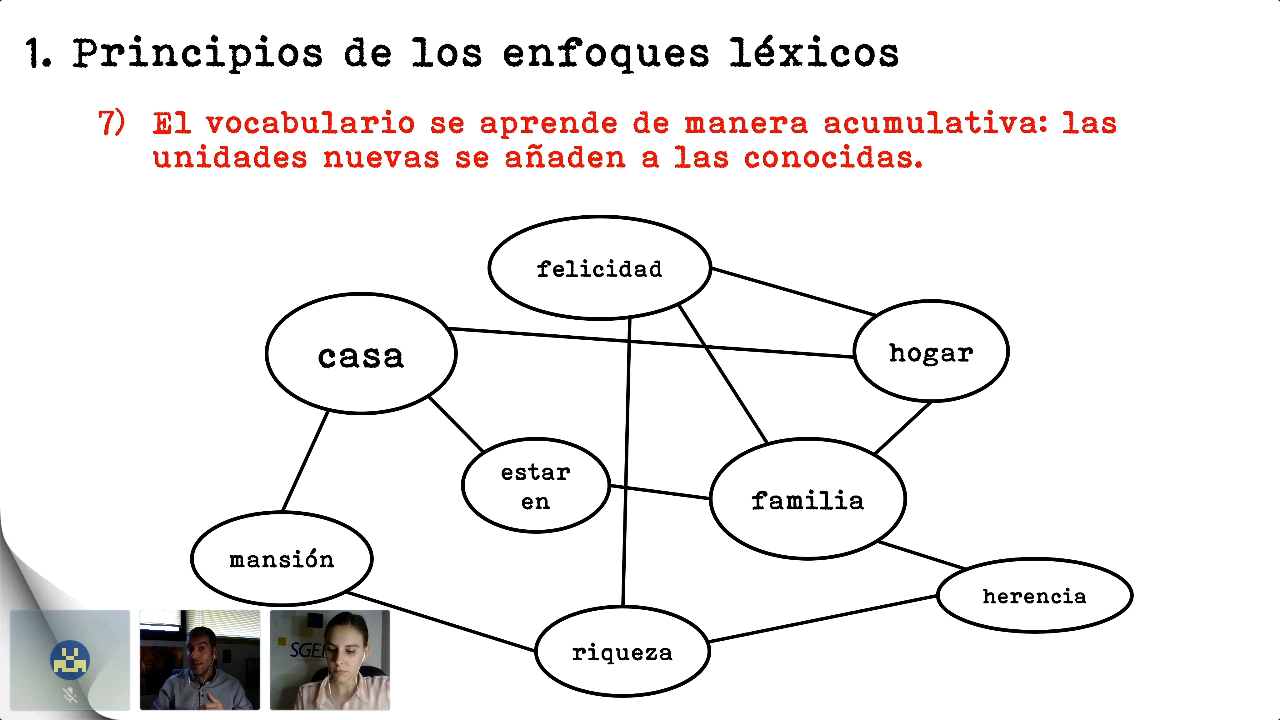 1. Principios de los enfoques léxicos
7) El vocabulario se aprende de manera acumulativa: las
unidades nuevas se añaden a las conocidas.
felicidad
casa
hogar
estar
en
familia
mansión
herencia
riqueza